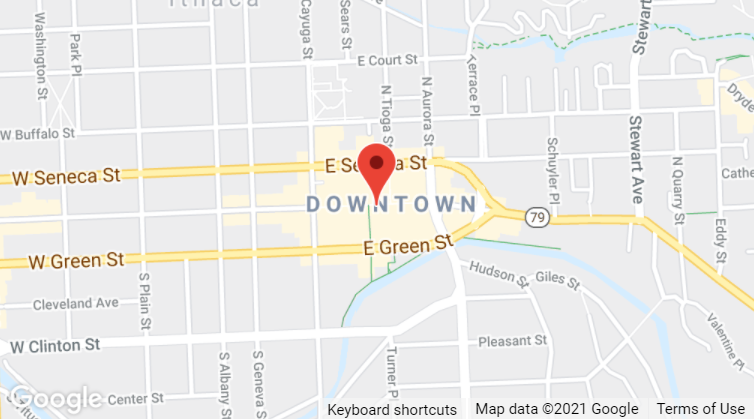 Ithaca
Washington St
Park Pl
Cayuga St
Sears St
E Court St
N Tioga St
N Aurora St
Terrace Pl
Stewart
Dryde
W Buffalo St
Stewart Ave
Schuyler Pl
N Quarry St
Cathe
W Seneca St
E Seneca St
DOWNTOWN
79
Eddy St
W Green St
E Green St
S Plain St
Hudson St
Giles St
Cleveland Ave
Valentine Pl
W Clinton St
Pleasant St
S Albany St
S Geneva St
Turner Pl
Center St
Google
Keyboard shortcuts
Map data ©2021 Google
Terms of Use